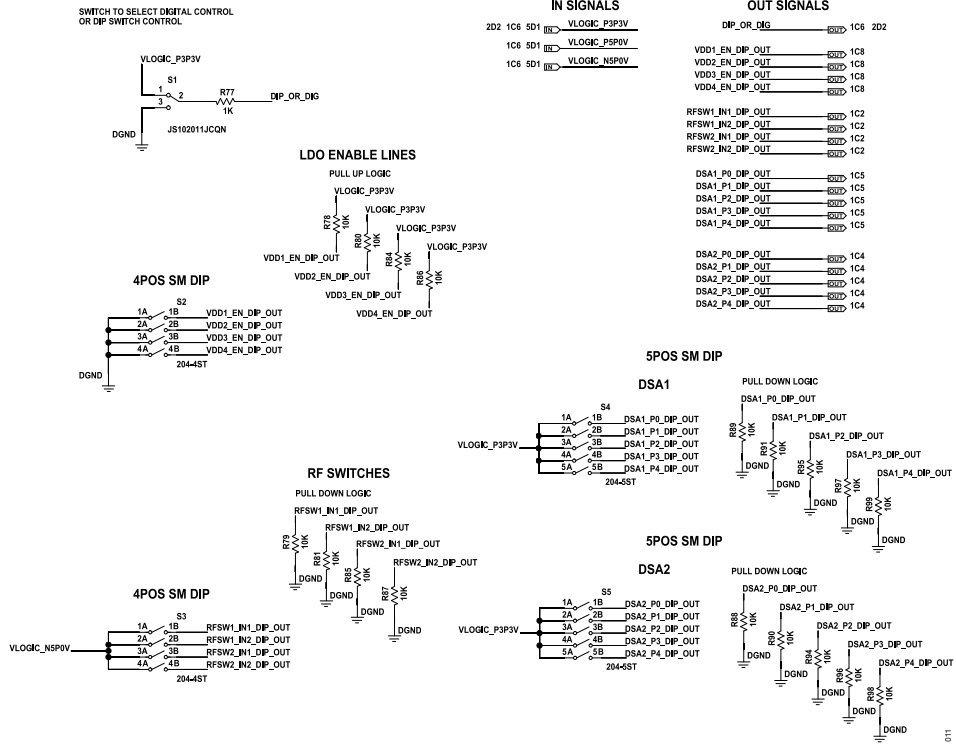 SWITCH TO SELECT DIGITAL CONTROL
OR DIP SWITCH CONTROL
VLOGIC_P3P3V
S1
1
2
3
R77
1K
DIP_OR_DIG
JS102011JCQN
DGND
IN SIGNALS
2D2 1C6 5D1 IN VLOGIC_P3P3V
1C6 5D1 IN VLOGIC_P5P0V
1C6 5D1 IN VLOGIC_N5P0V
OUT SIGNALS
DIP_OR_DIG OUT 1C6 2D2
VDD1_EN_DIP_OUT OUT 1C8
VDD2_EN_DIP_OUT OUT 1C8
VDD3_EN_DIP_OUT OUT 1C8
VDD4_EN_DIP_OUT OUT 1C8
RFSW1_IN1_DIP_OUT OUT 1C2
RFSW1_IN2_DIP_OUT OUT 1C2
RFSW2_IN1_DIP_OUT OUT 1C2
RFSW2_IN2_DIP_OUT OUT 1C2
DSA1_P0_DIP_OUT OUT 1C5
DSA1_P1_DIP_OUT OUT 1C5
DSA1_P2_DIP_OUT OUT 1C5
DSA1_P3_DIP_OUT OUT 1C5
DSA1_P4_DIP_OUT OUT 1C5
DSA2_P0_DIP_OUT OUT 1C4
DSA2_P1_DIP_OUT OUT 1C4
DSA2_P2_DIP_OUT OUT 1C4
DSA2_P3_DIP_OUT OUT 1C4
DSA2_P4_DIP_OUT OUT 1C4
LDO ENABLE LINES
PULL UP LOGIC
VLOGIC_P3P3V
R78
10K
VDD1_EN_DIP_OUT
VLOGIC_P3P3V
R80
10K
VDD2_EN_DIP_OUT
VLOGIC_P3P3V
R84
10K
VDD3_EN_DIP_OUT
VLOGIC_P3P3V
R86
10K
VDD4_EN_DIP_OUT
4POS SM DIP
S2
1A 1B VDD1_EN_DIP_OUT
2A 2B VDD2_EN_DIP_OUT
3A 3B VDD3_EN_DIP_OUT
4A 4B VDD4_EN_DIP_OUT
204-4ST
DGND
5POS SM DIP
DSA1
S4
1A 1B DSA1_P0_DIP_OUT
2A 2B DSA1_P1_DIP_OUT
VLOGIC_P3P3V 3A 3B DSA1_P2_DIP_OUT
4A 4B DSA1_P3_DIP_OUT
5A 5B DSA1_P4_DIP_OUT
204-5ST
PULL DOWN LOGIC
DSA1_P0_DIP_OUT
R89
10K
DGND
DSA1_P1_DIP_OUT
R91
10K
DGND
DSA1_P2_DIP_OUT
R95
10K
DGND
DSA1_P3_DIP_OUT
R97
10K
DGND
DSA1_P4_DIP_OUT
R99
10K
DGND
RF SWITCHES
PULL DOWN LOGIC
RFSW1_IN1_DIP_OUT
R79
10K
DGND
RFSW1_IN2_DIP_OUT
R81
10K
DGND
RFSW2_IN1_DIP_OUT
R85
10K
DGND
RFSW2_IN2_DIP_OUT
R87
10K
DGND
4POS SM DIP
S3
1A 1B RFSW1_IN1_DIP_OUT
2A 2B RFSW1_IN2_DIP_OUT
VLOGIC_N5P0V 3A 3B RFSW2_IN1_DIP_OUT
4A 4B RFSW2_IN2_DIP_OUT
204-4ST
5POS SM DIP
DSA2
S5
1A 1B DSA2_P0_DIP_OUT
2A 2B DSA2_P1_DIP_OUT
VLOGIC_P3P3V 3A 3B DSA2_P2_DIP_OUT
4A 4B DSA2_P3_DIP_OUT
5A 5B DSA2_P4_DIP_OUT
204-5ST
PULL DOWN LOGIC
DSA2_P0_DIP_OUT
R88
10K
DGND
DSA2_P1_DIP_OUT
R90
10K
DGND
DSA2_P2_DIP_OUT
R94
10K
DGND
DSA2_P3_DIP_OUT
R96
10K
DGND
DSA2_P4_DIP_OUT
R98
10K
DGND
011